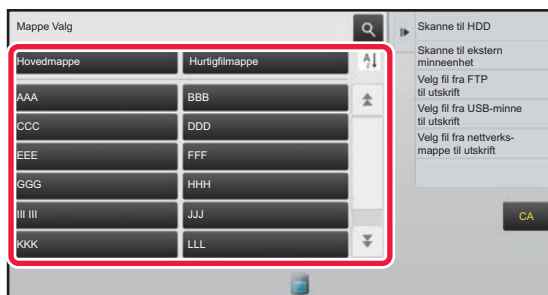 Mappe Valg
Hovedmappe
Hurtigfilmappe
AAA
BBB
CCC
DDD
EEE
FFF
GGG
HHH
III III
JJJ
KKK
LLL
A
Z
Skanne til HDD
Skanne til ekstern
minneenhet
Velg fil fra FTP
til utskrift
Velg fil fra USB-minne
til utskrift
Velg fil fra nettverks-
mappe til utskrift
CA